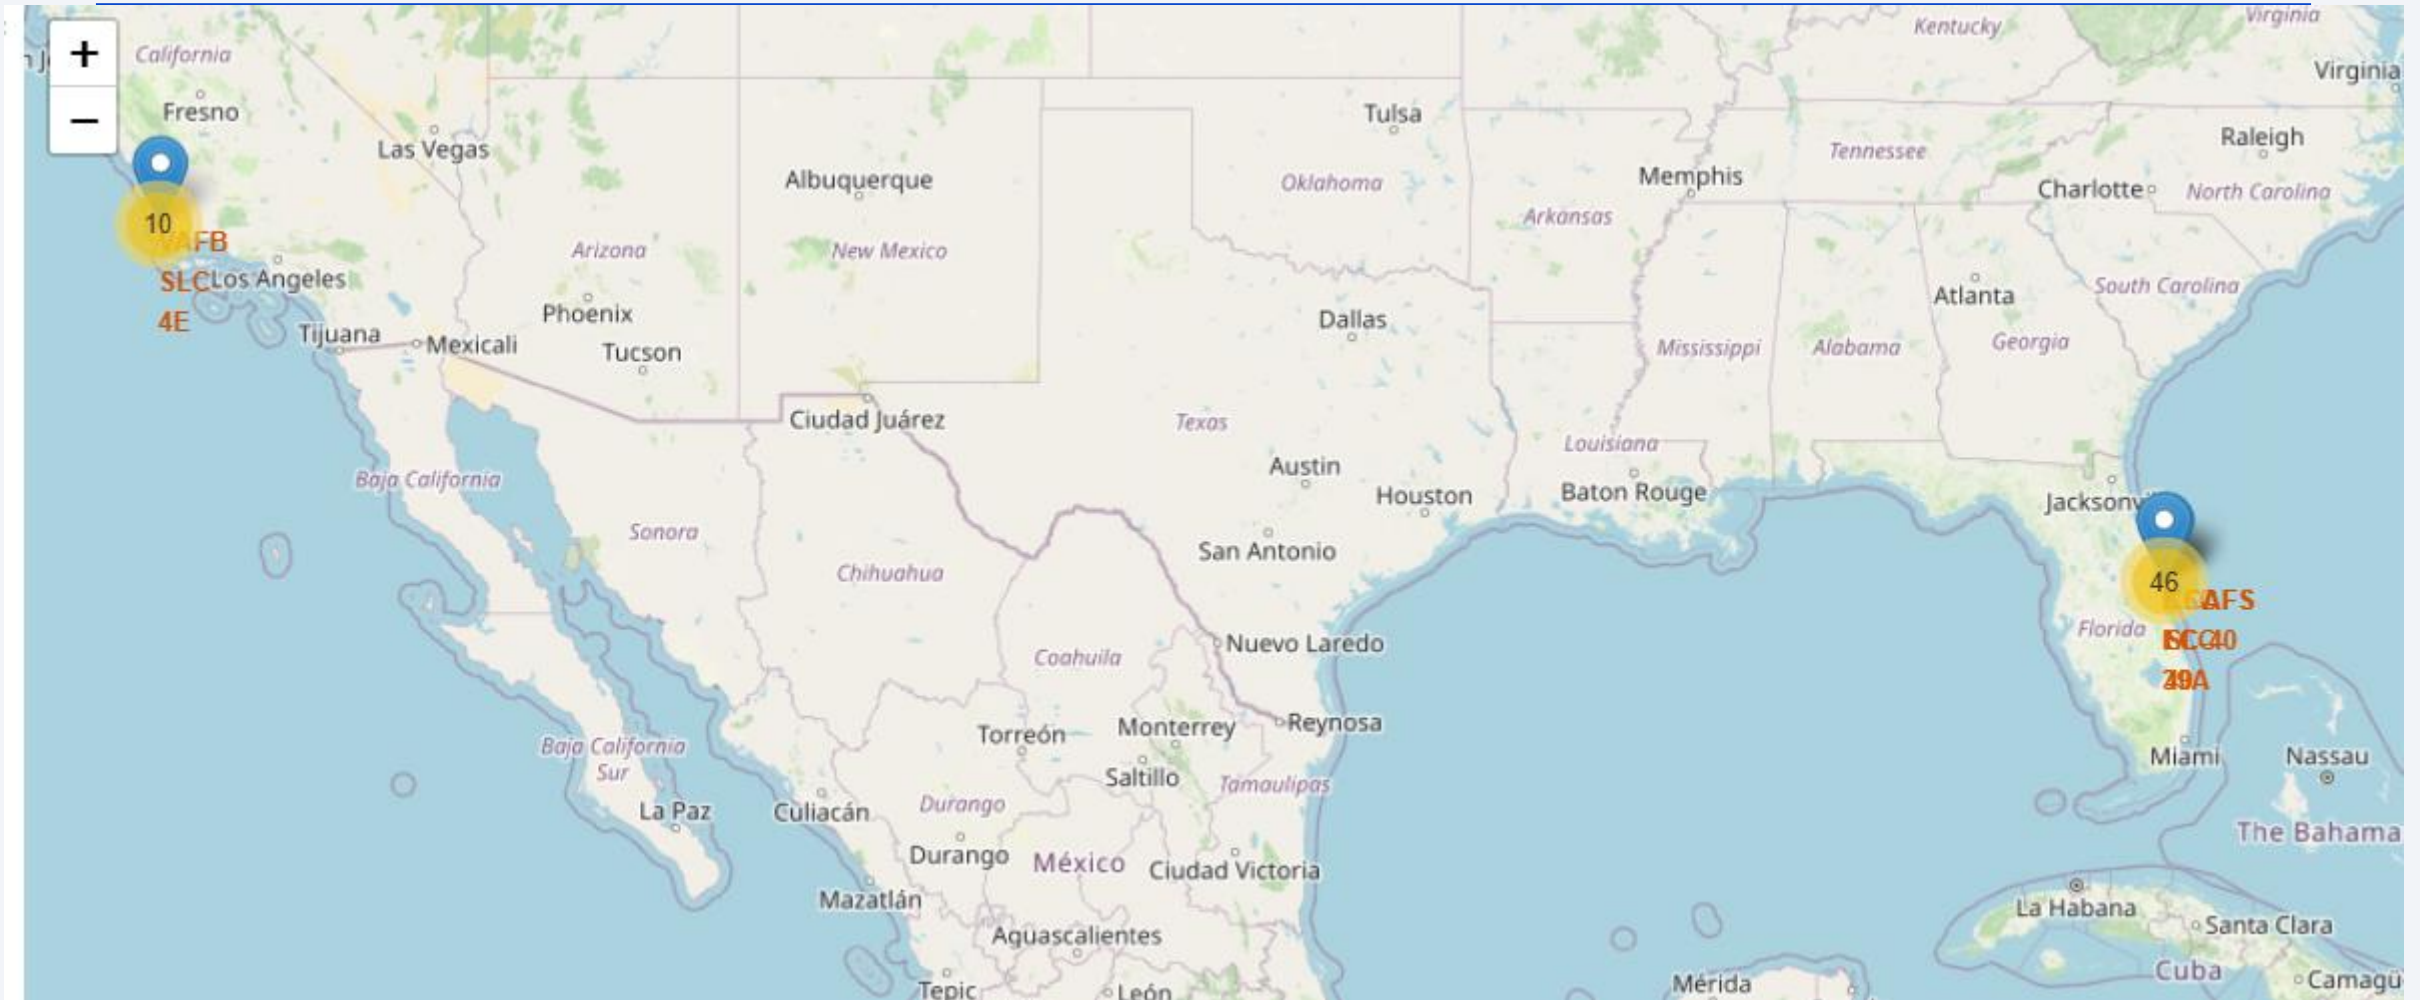 Virginia
Kentucky
California
Virginia
+
−
Fresno
Tulsa
Las Vegas
Raleigh
Tennessee
Albuquerque
Oklahoma
Memphis
Charlotte
North Carolina
10
Arkansas
VAFB
Arizona
New Mexico
SLC
Los Angeles
South Carolina
Atlanta
4E
Phoenix
Dallas
Tijuana
Mexicali
Georgia
Tucson
Mississippi
Alabama
Ciudad Juárez
Texas
Louisiana
Austin
Baja California
Houston
Baton Rouge
Jacksonvi
Sonora
San Antonio
Chihuahua
46
AFS
Florida
40
Nuevo Laredo
Coahuila
Reynosa
Monterrey
Torreón
Baja California
Sur
Miami
Nassau
Saltillo
Tamaulipas
Durango
La Paz
Culiacán
The Bahama
Durango
México
Ciudad Victoria
Mazatlán
La Habana
Santa Clara
Aguascalientes
Cuba
Camagü
Mérida
Tepic
León